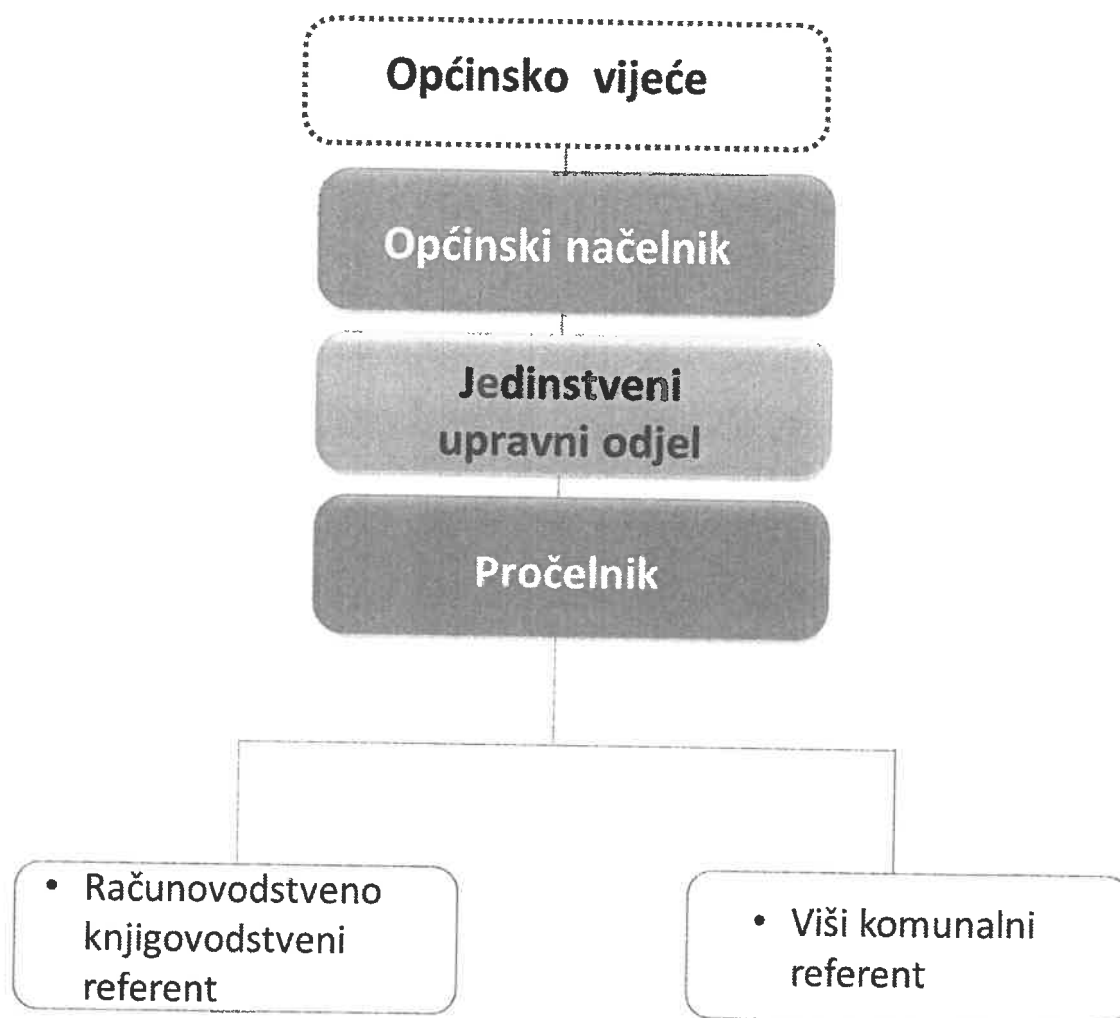 Općinsko vijeće
Općinski načelnik
Jedinstveni
upravni odjel
Pročelnik
• Računovodstveno
knjigovodstveni
referent
• Viši komunalni
referent